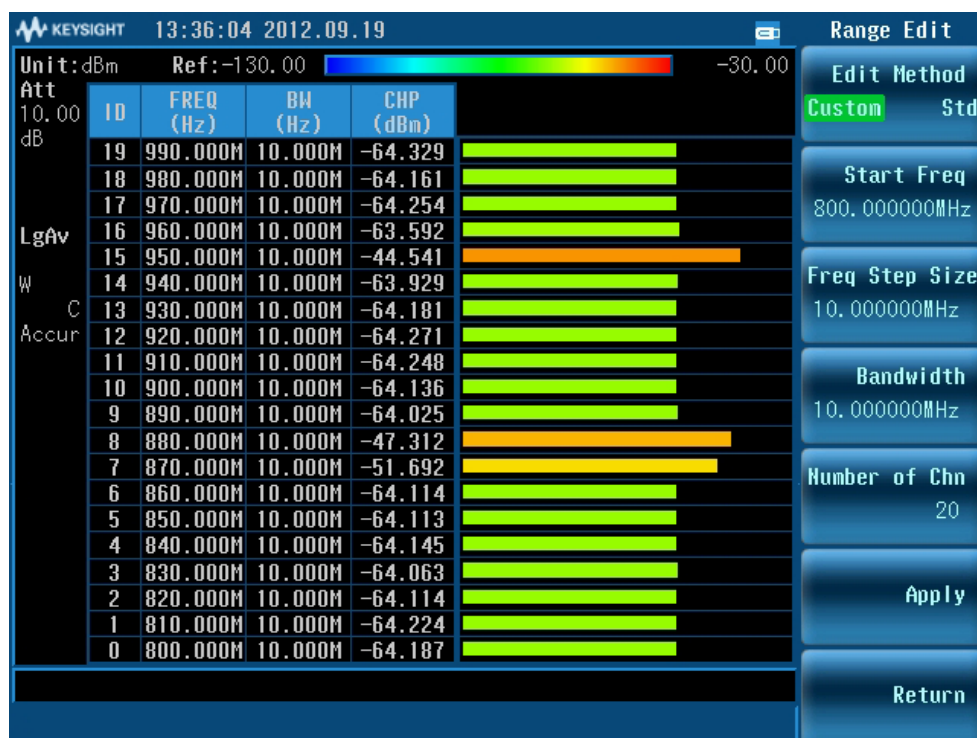 KEYSIGHT 13:36:04 2012.09.19
Unit:dBm Ref:-130.00 -30.00
Att
10.00
dB
LgAv
W
C
Accur
ID FREQ (Hz) BW (Hz) CHP (dBm)
19 990.000M 10.000M -64.329
18 980.000M 10.000M -64.161
17 970.000M 10.000M -64.254
16 960.000M 10.000M -63.592
15 950.000M 10.000M -44.541
14 940.000M 10.000M -63.929
13 930.000M 10.000M -64.181
12 920.000M 10.000M -64.271
11 910.000M 10.000M -64.248
10 900.000M 10.000M -64.136
9 890.000M 10.000M -64.025
8 880.000M 10.000M -47.312
7 870.000M 10.000M -51.692
6 860.000M 10.000M -64.114
5 850.000M 10.000M -64.113
4 840.000M 10.000M -64.145
3 830.000M 10.000M -64.063
2 820.000M 10.000M -64.114
1 810.000M 10.000M -64.224
0 800.000M 10.000M -64.187
Range Edit
Edit Method
Custom Std
Start Freq
800.000000MHz
Freq Step Size
10.000000MHz
Bandwidth
10.000000MHz
Number of Chn
20
Apply
Return